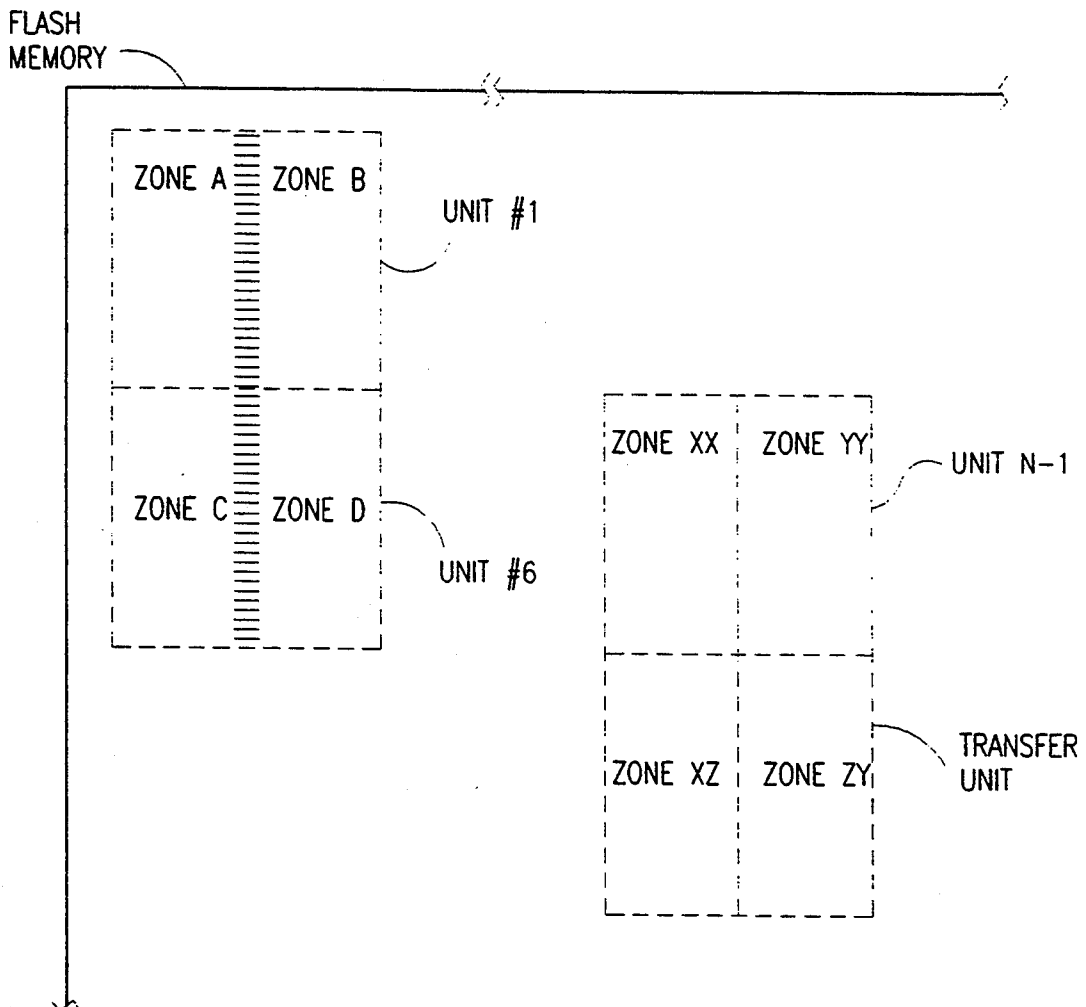 FLASH
MEMORY
ZONE A
ZONE B
UNIT #1
ZONE C
ZONE D
UNIT #6
ZONE XX
ZONE YY
UNIT N-1
ZONE XZ
ZONE ZY
TRANSFER
UNIT